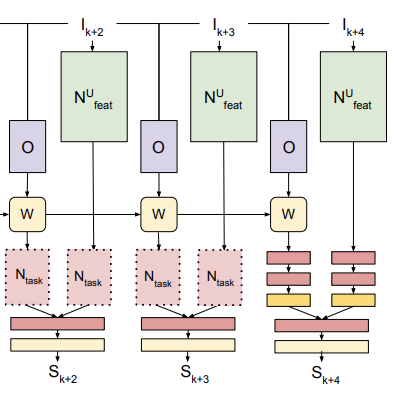 I_{k+2} I_{k+3} I_{k+4}
N^U_{feat} N^U_{feat} N^U_{feat}
O O O
W W W
N_{task} N_{task} N_{task} N_{task}
S_{k+2} S_{k+3} S_{k+4}